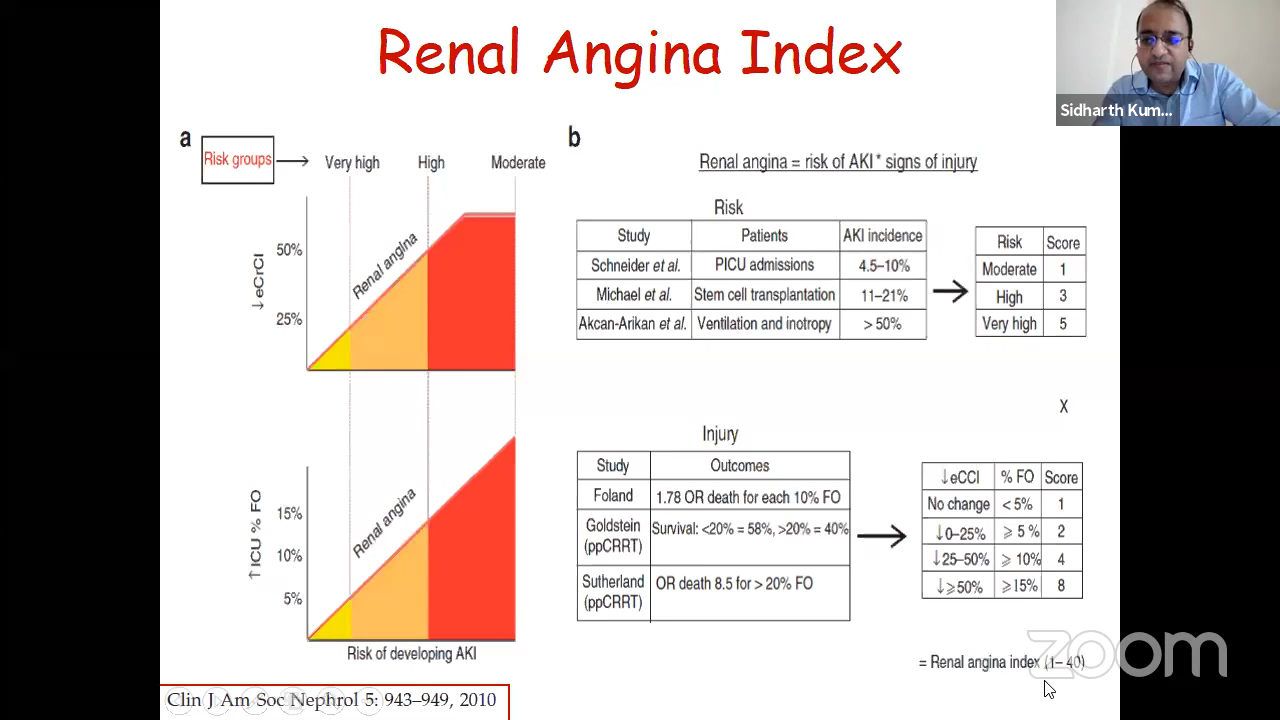 Renal Angina Index
Sidharth Kum...
a
Risk groups
Very high
High
Moderate
↓eCrCl
50%
25%
Renal angina
↑ICU % FO
15%
10%
5%
Renal angina
Risk of developing AKI
b
Renal angina = risk of AKI * signs of injury
Risk
Study Patients AKI incidence
Schneider et al. PICU admissions 4.5–10%
Michael et al. Stem cell transplantation 11–21%
Akcan-Arikan et al. Ventilation and inotropy > 50%
Risk Score
Moderate 1
High 3
Very high 5
X
Injury
Study Outcomes
Foland 1.78 OR death for each 10% FO
Goldstein Survival: <20% = 58%, >20% = 40%
(ppCRRT)
Sutherland OR death 8.5 for > 20% FO
(ppCRRT)
↓eCCl % FO Score
No change < 5% 1
↓0–25% ⩾ 5 % 2
↓25–50% ⩾ 10% 4
↓⩾50% ⩾15% 8
= Renal angina index (1– 40)
zoom
Clin J Am Soc Nephrol 5: 943–949, 2010